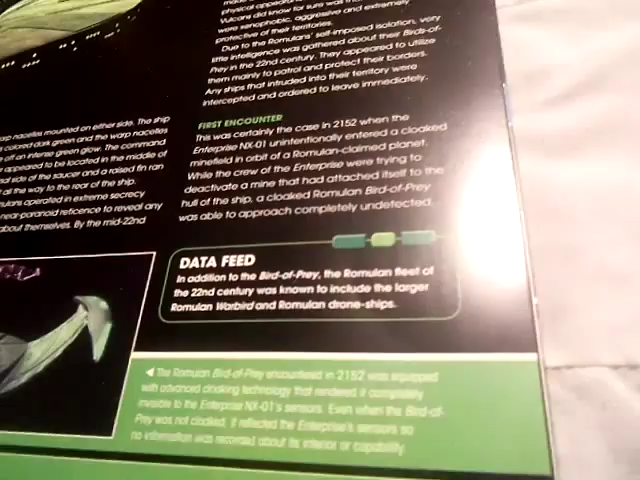 physical appearance
Vulcans did know for sure was
were xenophobic, aggressive and extremely
protective of their territories.
Due to the Romulans' self-imposed isolation, very
little intelligence was gathered about their Birds-of-
Prey in the 22nd century. They appeared to utilize
them mainly to patrol and protect their borders.
Any ships that intruded into their territory were
intercepted and ordered to leave immediately.
warp nacelles mounted on either side. The ship
colored dark green and the warp nacelles
off an intense green glow. The command
appeared to be located in the middle of
side of the saucer and a raised fin ran
all the way to the rear of the ship.
operated in extreme secrecy
near-paranoid reticence to reveal any
about themselves. By the mid-22nd
FIRST ENCOUNTER
This was certainly the case in 2152 when the
Enterprise NX-01 unintentionally entered a cloaked
minefield in orbit of a Romulan-claimed planet.
While the crew of the Enterprise were trying to
deactivate a mine that had attached itself to the
hull of the ship, a cloaked Romulan Bird-of-Prey
was able to approach completely undetected.
DATA FEED
In addition to the Bird-of-Prey, the Romulan fleet of
the 22nd century was known to include the larger
Romulan Warbird and Romulan drone-ships.
◀ The Romulan Bird-of-Prey encountered in 2152 was equipped
with advanced cloaking technology that rendered it completely
invisible to the Enterprise NX-01's sensors. Even when the Bird-of-
Prey was not cloaked, it reflected the Enterprise's sensors so
no information was recorded about its interior or capability.